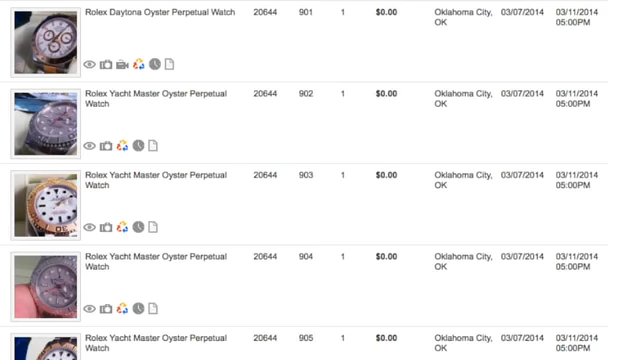 Rolex Daytona Oyster Perpetual Watch 20644 901 1 $0.00 Oklahoma City, 03/07/2014 03/11/2014
OK 05:00PM
Rolex Yacht Master Oyster Perpetual 20644 902 1 $0.00 Oklahoma City, 03/07/2014 03/11/2014
Watch OK 05:00PM
Rolex Yacht Master Oyster Perpetual 20644 903 1 $0.00 Oklahoma City, 03/07/2014 03/11/2014
Watch OK 05:00PM
Rolex Yacht Master Oyster Perpetual 20644 904 1 $0.00 Oklahoma City, 03/07/2014 03/11/2014
Watch OK 05:00PM
Rolex Yacht Master Oyster Perpetual 20644 905 1 $0.00 Oklahoma City, 03/07/2014 03/11/2014
Watch OK 05:00PM